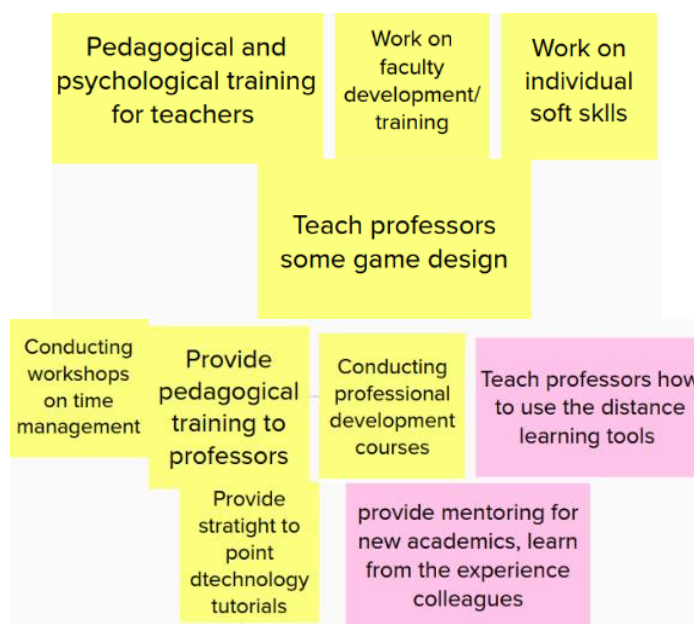 Pedagogical and
psychological training
for teachers
Work on
faculty
development/
training
Work on
individual
soft sklls
Teach professors
some game design
Conducting
workshops
on time
management
Provide
pedagogical
training to
professors
Conducting
professional
development
courses
Teach professors how
to use the distance
learning tools
Provide
stratight to
point
dtechnology
tutorials
provide mentoring for
new academics, learn
from the experience
colleagues